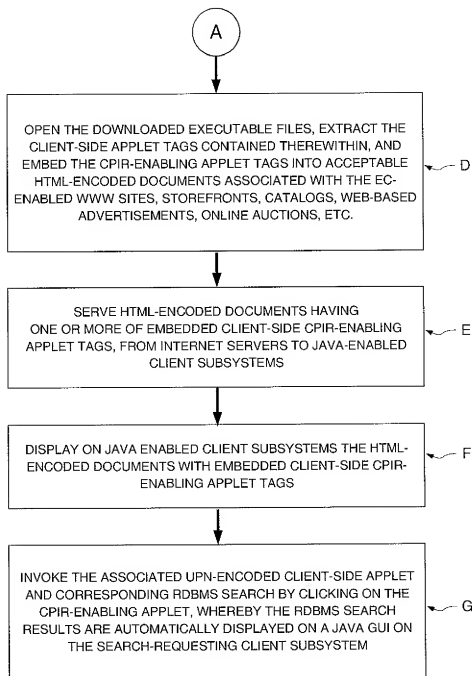 A
OPEN THE DOWNLOADED EXECUTABLE FILES, EXTRACT THE
CLIENT-SIDE APPLET TAGS CONTAINED THEREWITHIN, AND
EMBED THE CPIR-ENABLING APPLET TAGS INTO ACCEPTABLE
HTML-ENCODED DOCUMENTS ASSOCIATED WITH THE EC-
ENABLED WWW SITES, STOREFRONTS, CATALOGS, WEB-BASED
ADVERTISEMENTS, ONLINE AUCTIONS, ETC.
D
SERVE HTML-ENCODED DOCUMENTS HAVING
ONE OR MORE OF EMBEDDED CLIENT-SIDE CPIR-ENABLING
APPLET TAGS, FROM INTERNET SERVERS TO JAVA-ENABLED
CLIENT SUBSYSTEMS
E
DISPLAY ON JAVA ENABLED CLIENT SUBSYSTEMS THE HTML-
ENCODED DOCUMENTS WITH EMBEDDED CLIENT-SIDE CPIR-
ENABLING APPLET TAGS
F
INVOKE THE ASSOCIATED UPN-ENCODED CLIENT-SIDE APPLET
AND CORRESPONDING RDBMS SEARCH BY CLICKING ON THE
CPIR-ENABLING APPLET, WHEREBY THE RDBMS SEARCH
RESULTS ARE AUTOMATICALLY DISPLAYED ON A JAVA GUI ON
THE SEARCH-REQUESTING CLIENT SUBSYSTEM
G